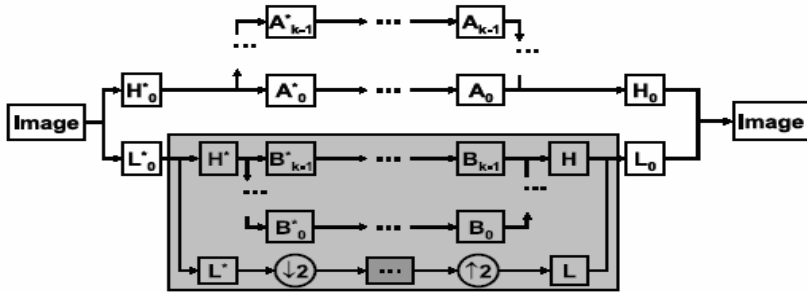 A*k-1 ... Ak-1
... ...
H*0 A*0 ... A0 H0
Image Image
L*0 H* B*k-1 ... Bk-1 H L0
... ...
B*0 ... B0
L* ↓2 ... ↑2 L